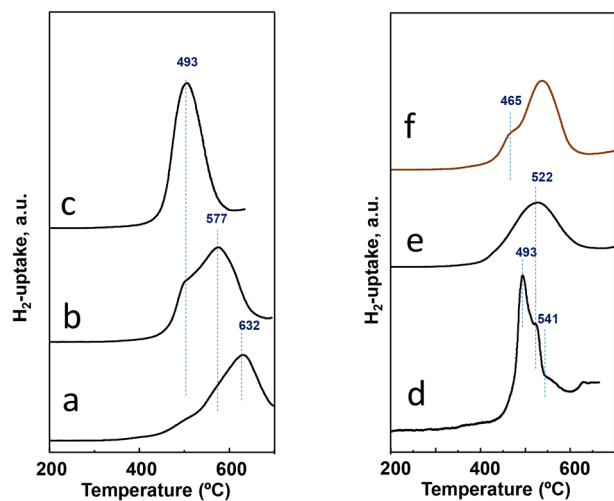 493
c
577
b
632
a
H2-uptake, a.u.
200 400 600
Temperature (ºC)
465
f
522
e
493
541
d
H2-uptake, a.u.
200 400 600
Temperature (ºC)